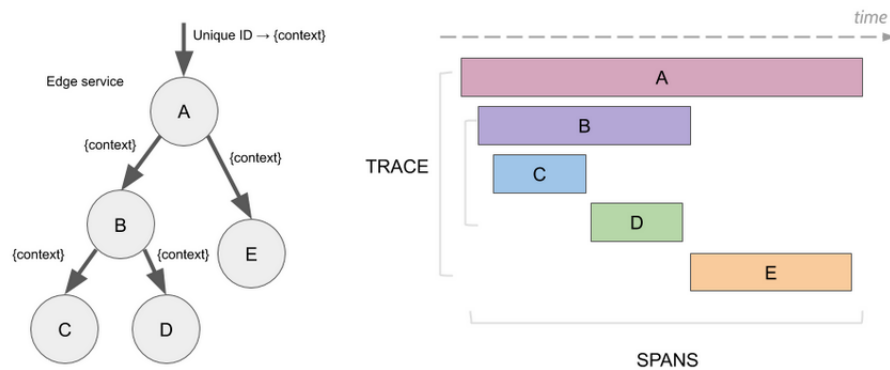 Unique ID → {context}
Edge service
A
{context}
{context}
B
E
{context}
{context}
C
D
time
A
B
C
TRACE
D
E
SPANS